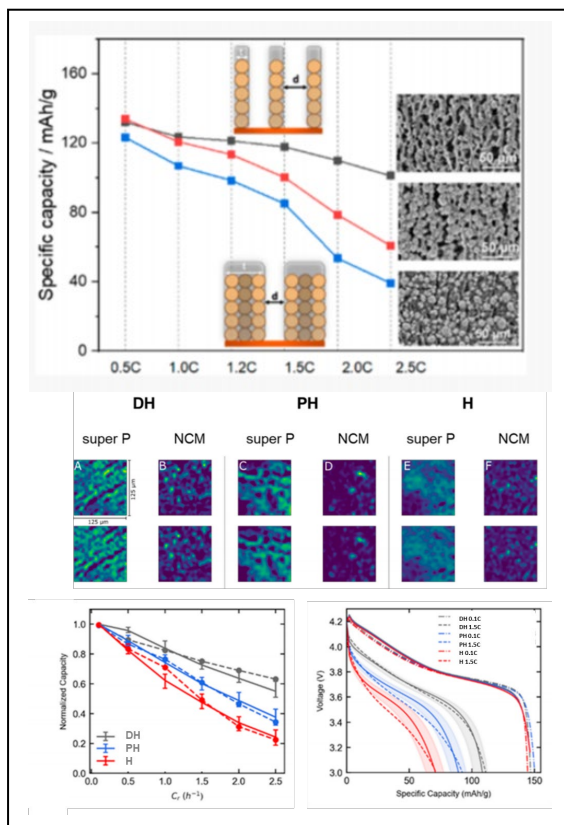 160
120
80
40
0
Specific capacity / mAh/g
d
50 μm
50 μm
50 μm
d
0.5C 1.0C 1.2C 1.5C 2.0C 2.5C
DH PH H
super P NCM super P NCM super P NCM
A B C D E F
125 μm
125 μm
1.0
0.8
0.6
0.4
0.2
0.0
Normalized Capacity
DH
PH
H
0.0 0.5 1.0 1.5 2.0 2.5
Cr (h⁻¹)
4.2
3.9
3.6
3.3
3.0
Voltage (V)
DH 0.1C
DH 1.5C
PH 0.1C
PH 1.5C
H 0.1C
H 1.5C
0 50 100 150
Specific Capacity (mAh/g)